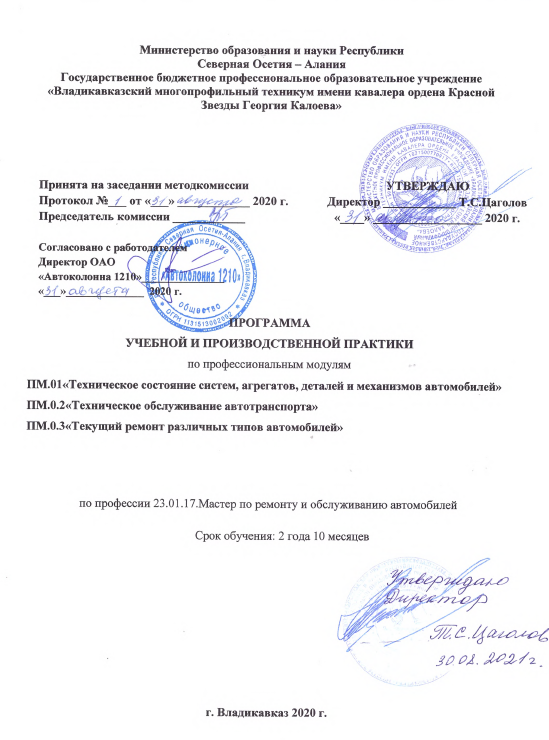 Министерство образования и науки Республики
Северная Осетия – Алания
Государственное бюджетное профессиональное образовательное учреждение
«Владикавказский многопрофильный техникум имени кавалера ордена Красной
Звезды Георгия Калоева»
Принята на заседании методкомиссии
Протокол № 1 от «31» августа 2020 г.
Председатель комиссии
УТВЕРЖДАЮ
Директор Т.С.Цаголов
«31» августа 2020 г.
Согласовано с работодателем
Директор ОАО
«Автоколонна 1210»
«31» августа 2020 г.
«Автоколонна 1210»
общество
ПРОГРАММА
УЧЕБНОЙ И ПРОИЗВОДСТВЕННОЙ ПРАКТИКИ
по профессиональным модулям
ПМ.01«Техническое состояние систем, агрегатов, деталей и механизмов автомобилей»
ПМ.0.2«Техническое обслуживание автотранспорта»
ПМ.0.3«Текущий ремонт различных типов автомобилей»
по профессии 23.01.17.Мастер по ремонту и обслуживанию автомобилей
Срок обучения: 2 года 10 месяцев
Утверждаю
Директор
Т.С.Цаголов
30.08.2021г.
г. Владикавказ 2020 г.